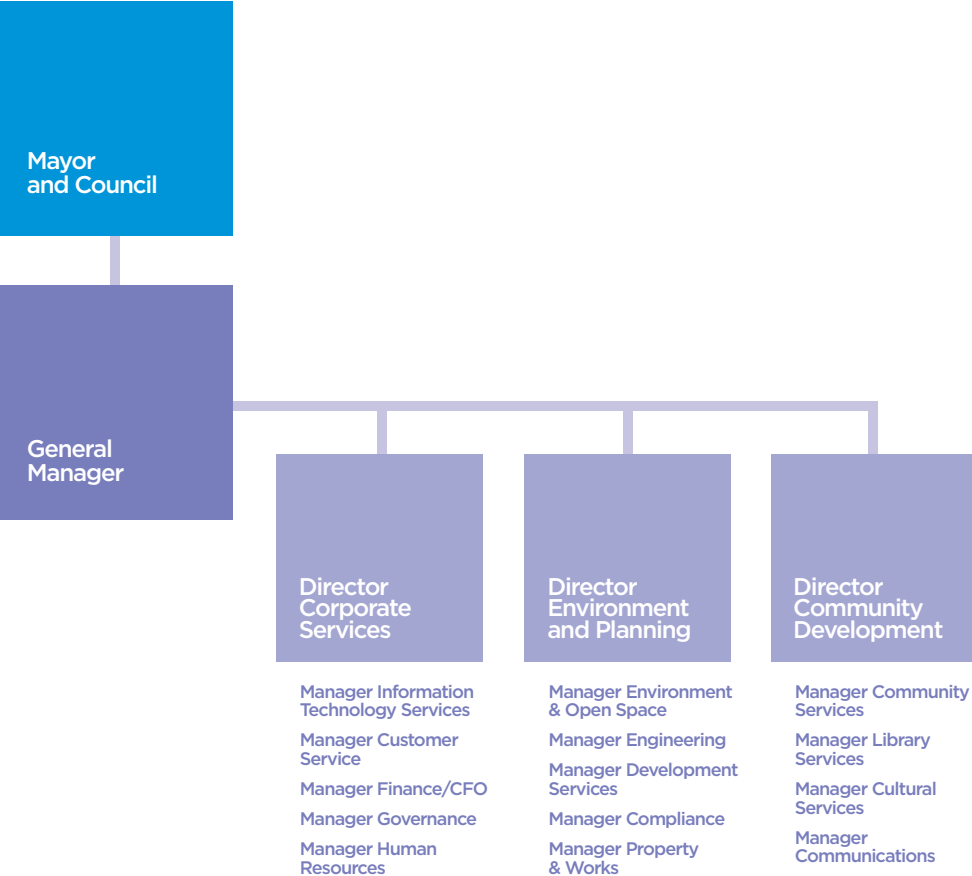 Mayor
and Council
General
Manager
Director
Corporate
Services
Manager Information
Technology Services
Manager Customer
Service
Manager Finance/CFO
Manager Governance
Manager Human
Resources
Director
Environment
and Planning
Manager Environment
& Open Space
Manager Engineering
Manager Development
Services
Manager Compliance
Manager Property
& Works
Director
Community
Development
Manager Community
Services
Manager Library
Services
Manager Cultural
Services
Manager
Communications